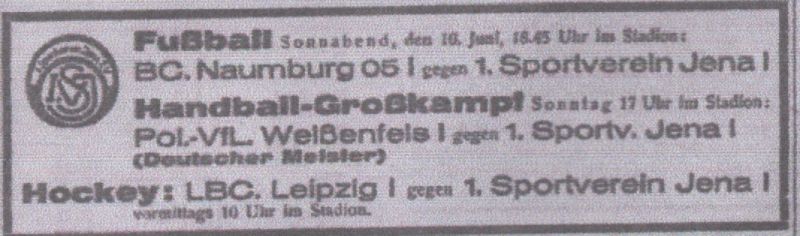 Fußball Sonnabend, den 16. Juni, 18.45 Uhr im Stadion:
BC. Naumburg 05 I gegen 1. Sportverein Jena I
Handball-Großkampf Sonntag 17 Uhr im Stadion:
Pol.-VfL. Weißenfels I gegen 1. Sportv. Jena I
(Deutscher Meister)
Hockey: LBC. Leipzig I gegen 1. Sportverein Jena I
vormittags 10 Uhr im Stadion.